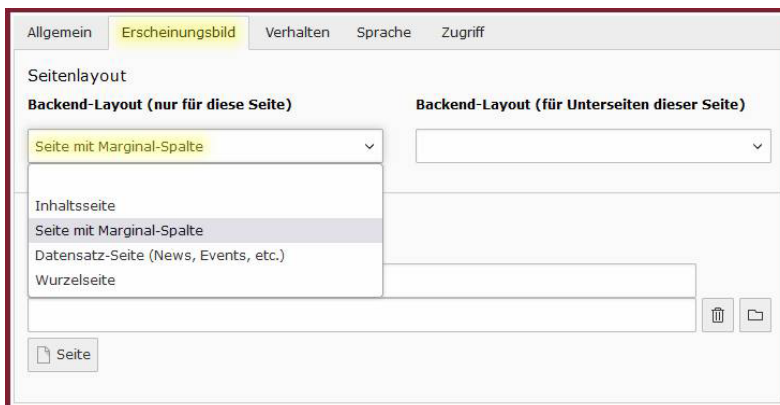 Allgemein Erscheinungsbild Verhalten Sprache Zugriff
Seitenlayout
Backend-Layout (nur für diese Seite) Backend-Layout (für Unterseiten dieser Seite)
Seite mit Marginal-Spalte
Inhaltsseite
Seite mit Marginal-Spalte
Datensatz-Seite (News, Events, etc.)
Wurzelseite
Seite